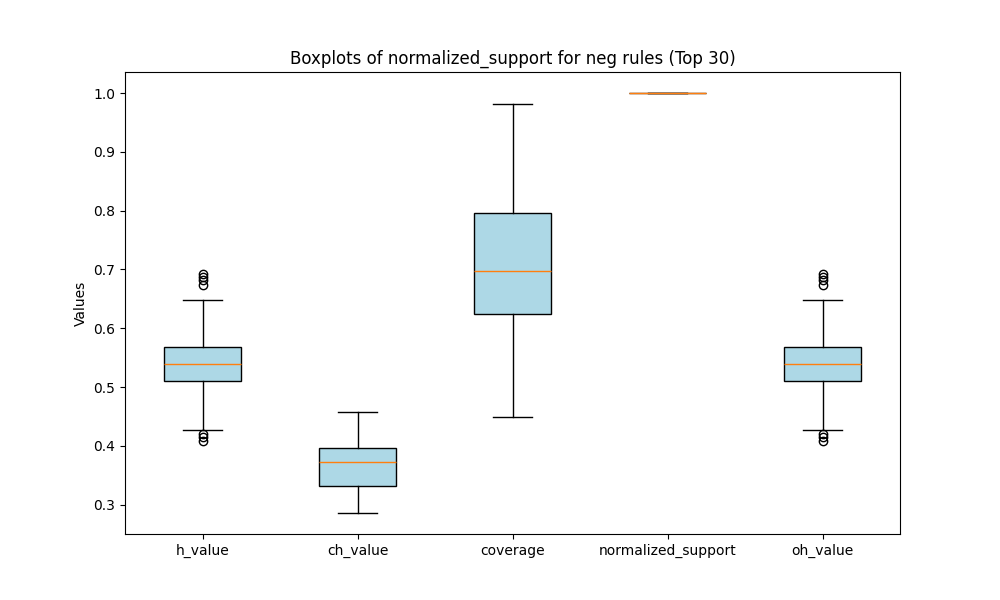 Boxplots of normalized_support for neg rules (Top 30)
Values
1.0
0.9
0.8
0.7
0.6
0.5
0.4
0.3
h_value
ch_value
coverage
normalized_support
oh_value